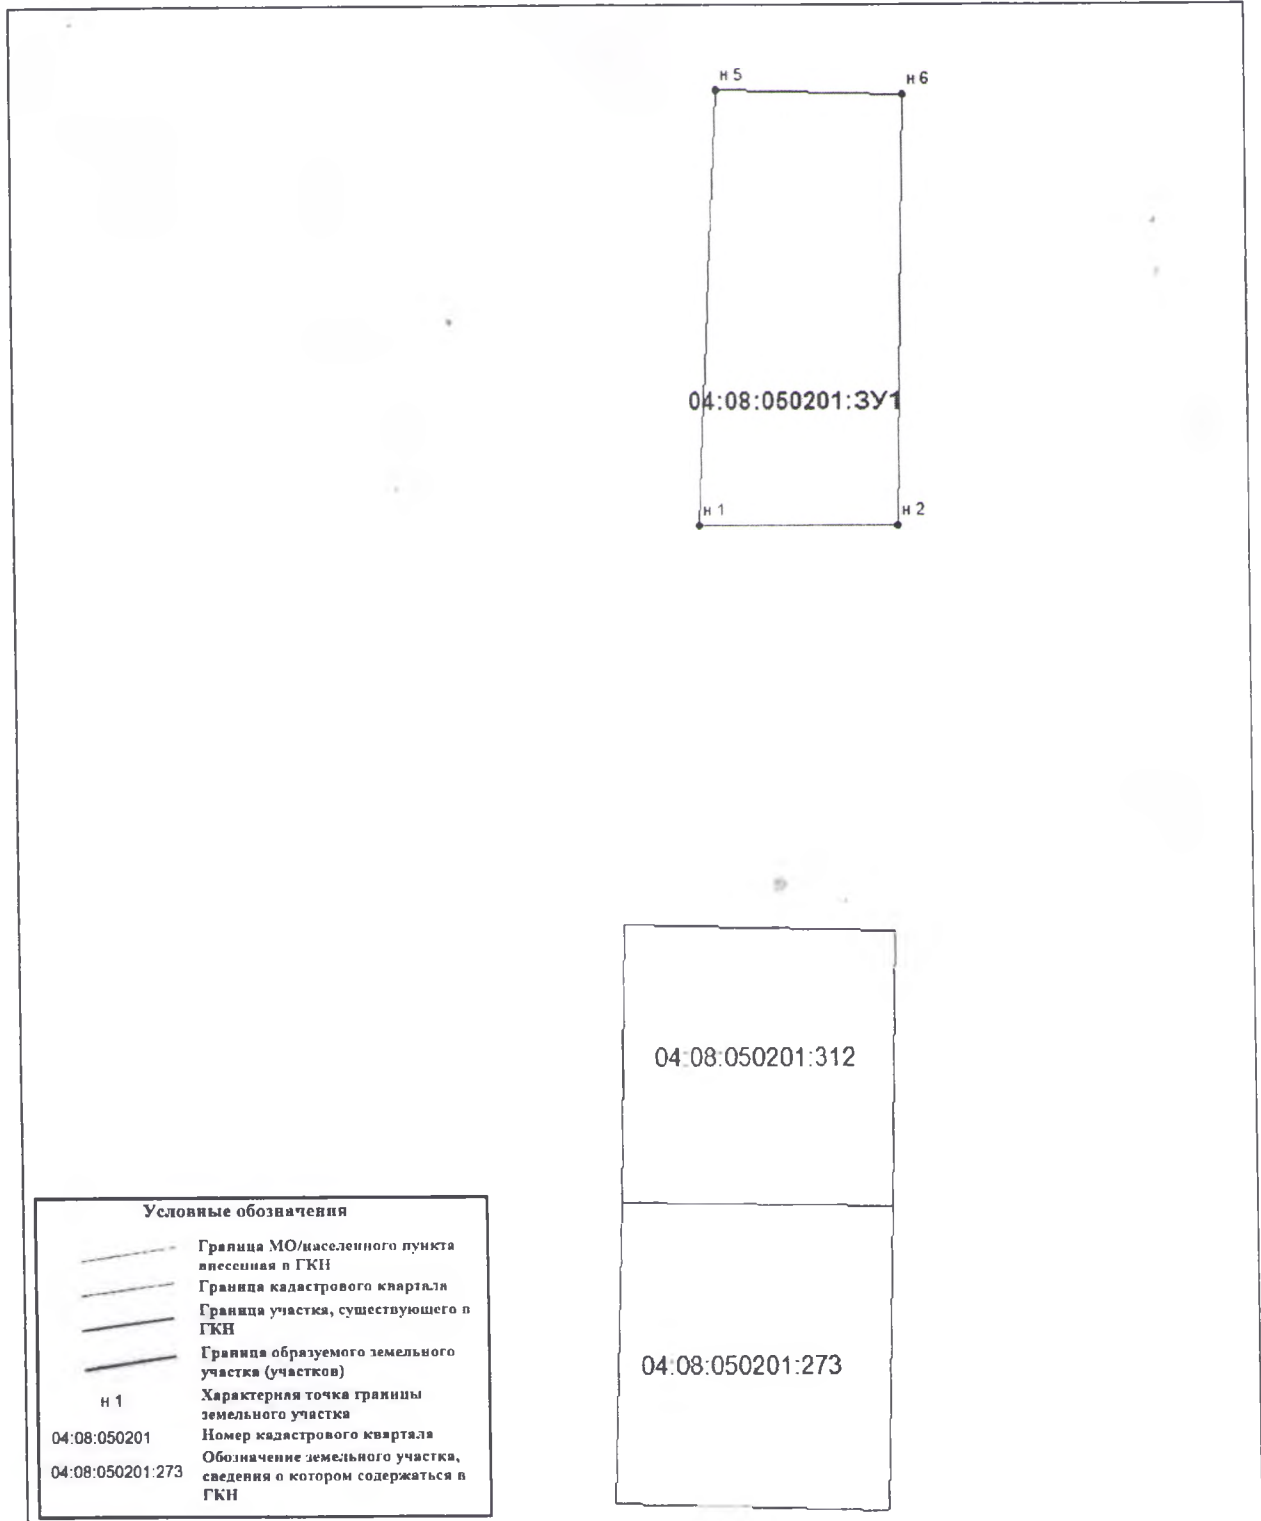 н 5
н 6
04:08:050201:ЗУ1
н 1
н 2
04:08:050201:312
04:08:050201:273
Условные обозначения
Граница МО/населенного пункта
внесенная в ГКН
Граница кадастрового квартала
Граница участка, существующего в
ГКН
Граница образуемого земельного
участка (участков)
н 1
Характерная точка границы
земельного участка
04:08:050201
Номер кадастрового квартала
04:08:050201:273
Обозначение земельного участка,
сведения о котором содержаться в
ГКН